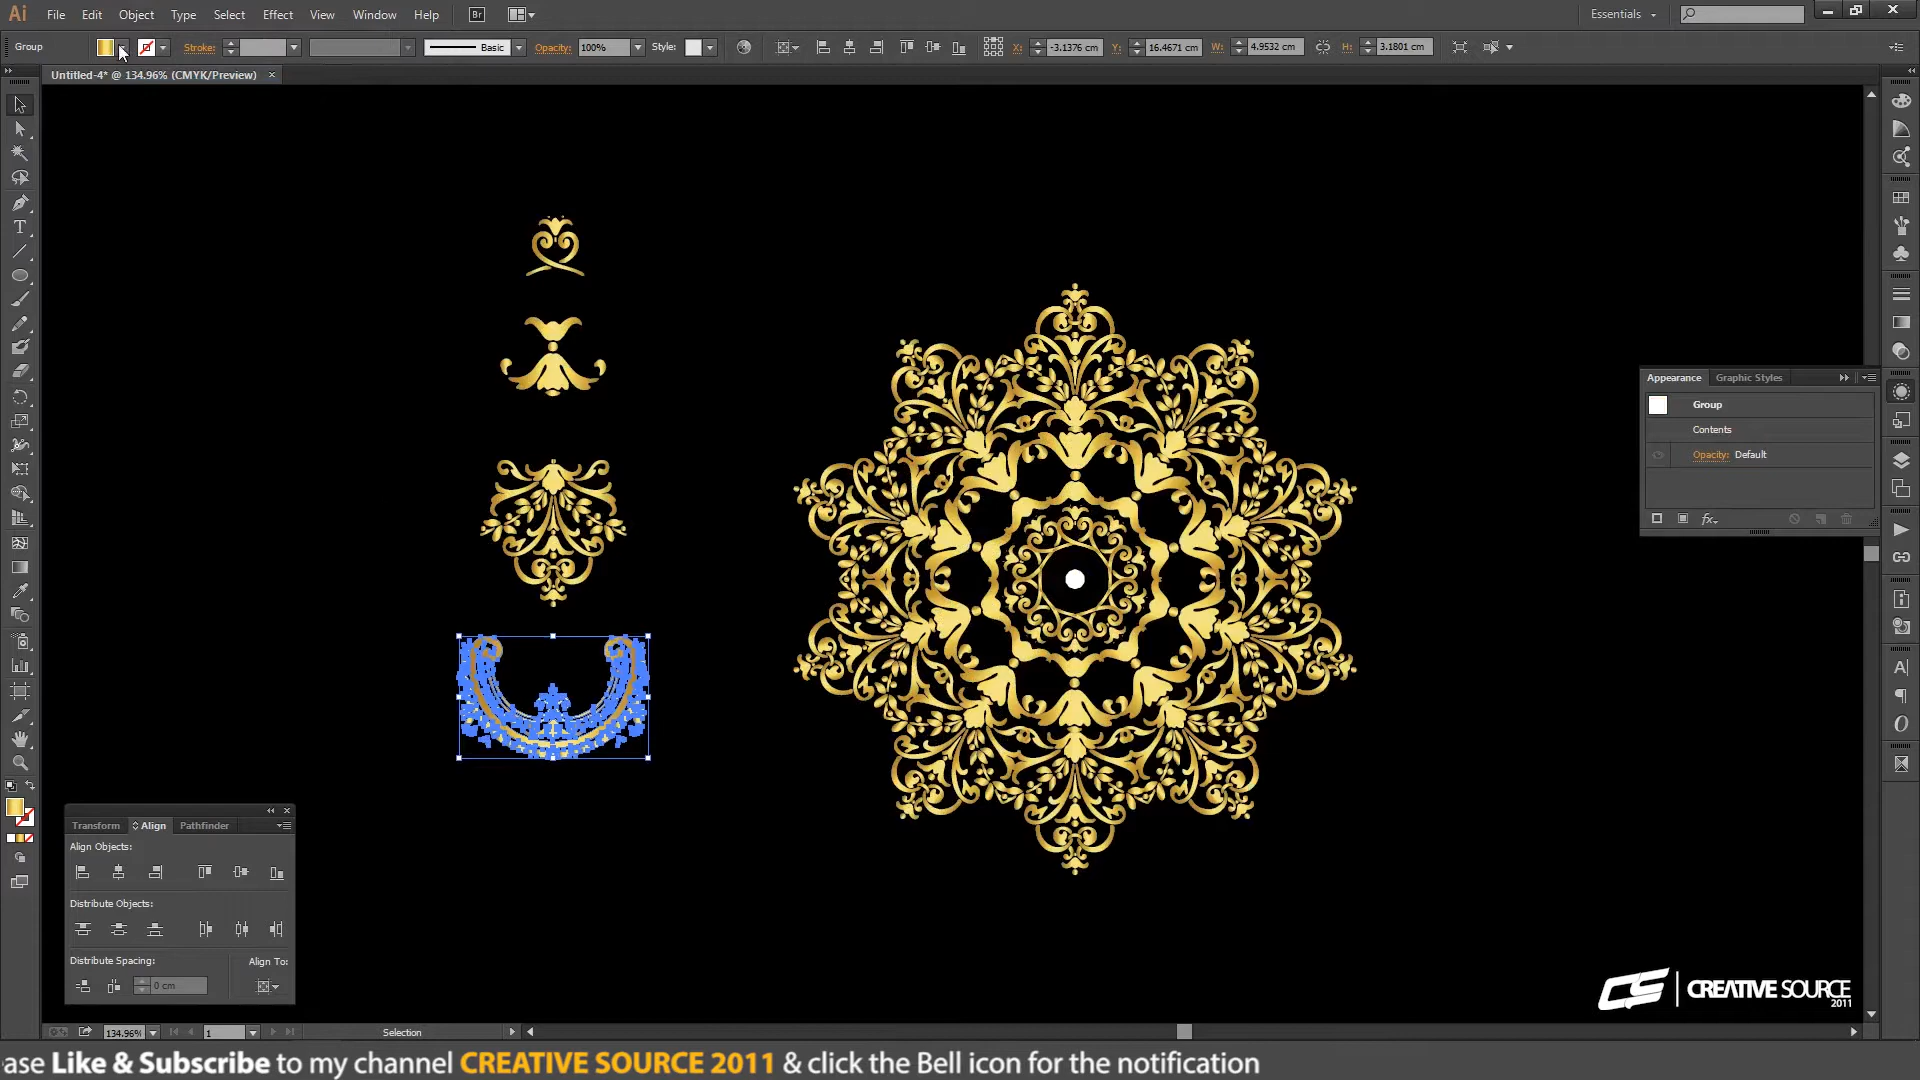 Ai File Edit Object Type Select Effect View Window Help Br Essentials
Group Stroke: Basic Opacity: 100% Style: X: -3.1376 cm Y: 16.4671 cm W: 4.9532 cm H: 3.1801 cm
Untitled-4* @ 134.96% (CMYK/Preview)
T
Appearance Graphic Styles
Group
Contents
Opacity: Default
fx
A
O
Transform Align Pathfinder
Align Objects:
Distribute Objects:
Distribute Spacing: Align To:
0 cm
CS CREATIVE SOURCE
2011
134.96% 1 Selection
ase Like & Subscribe to my channel CREATIVE SOURCE 2011 & click the Bell icon for the notification